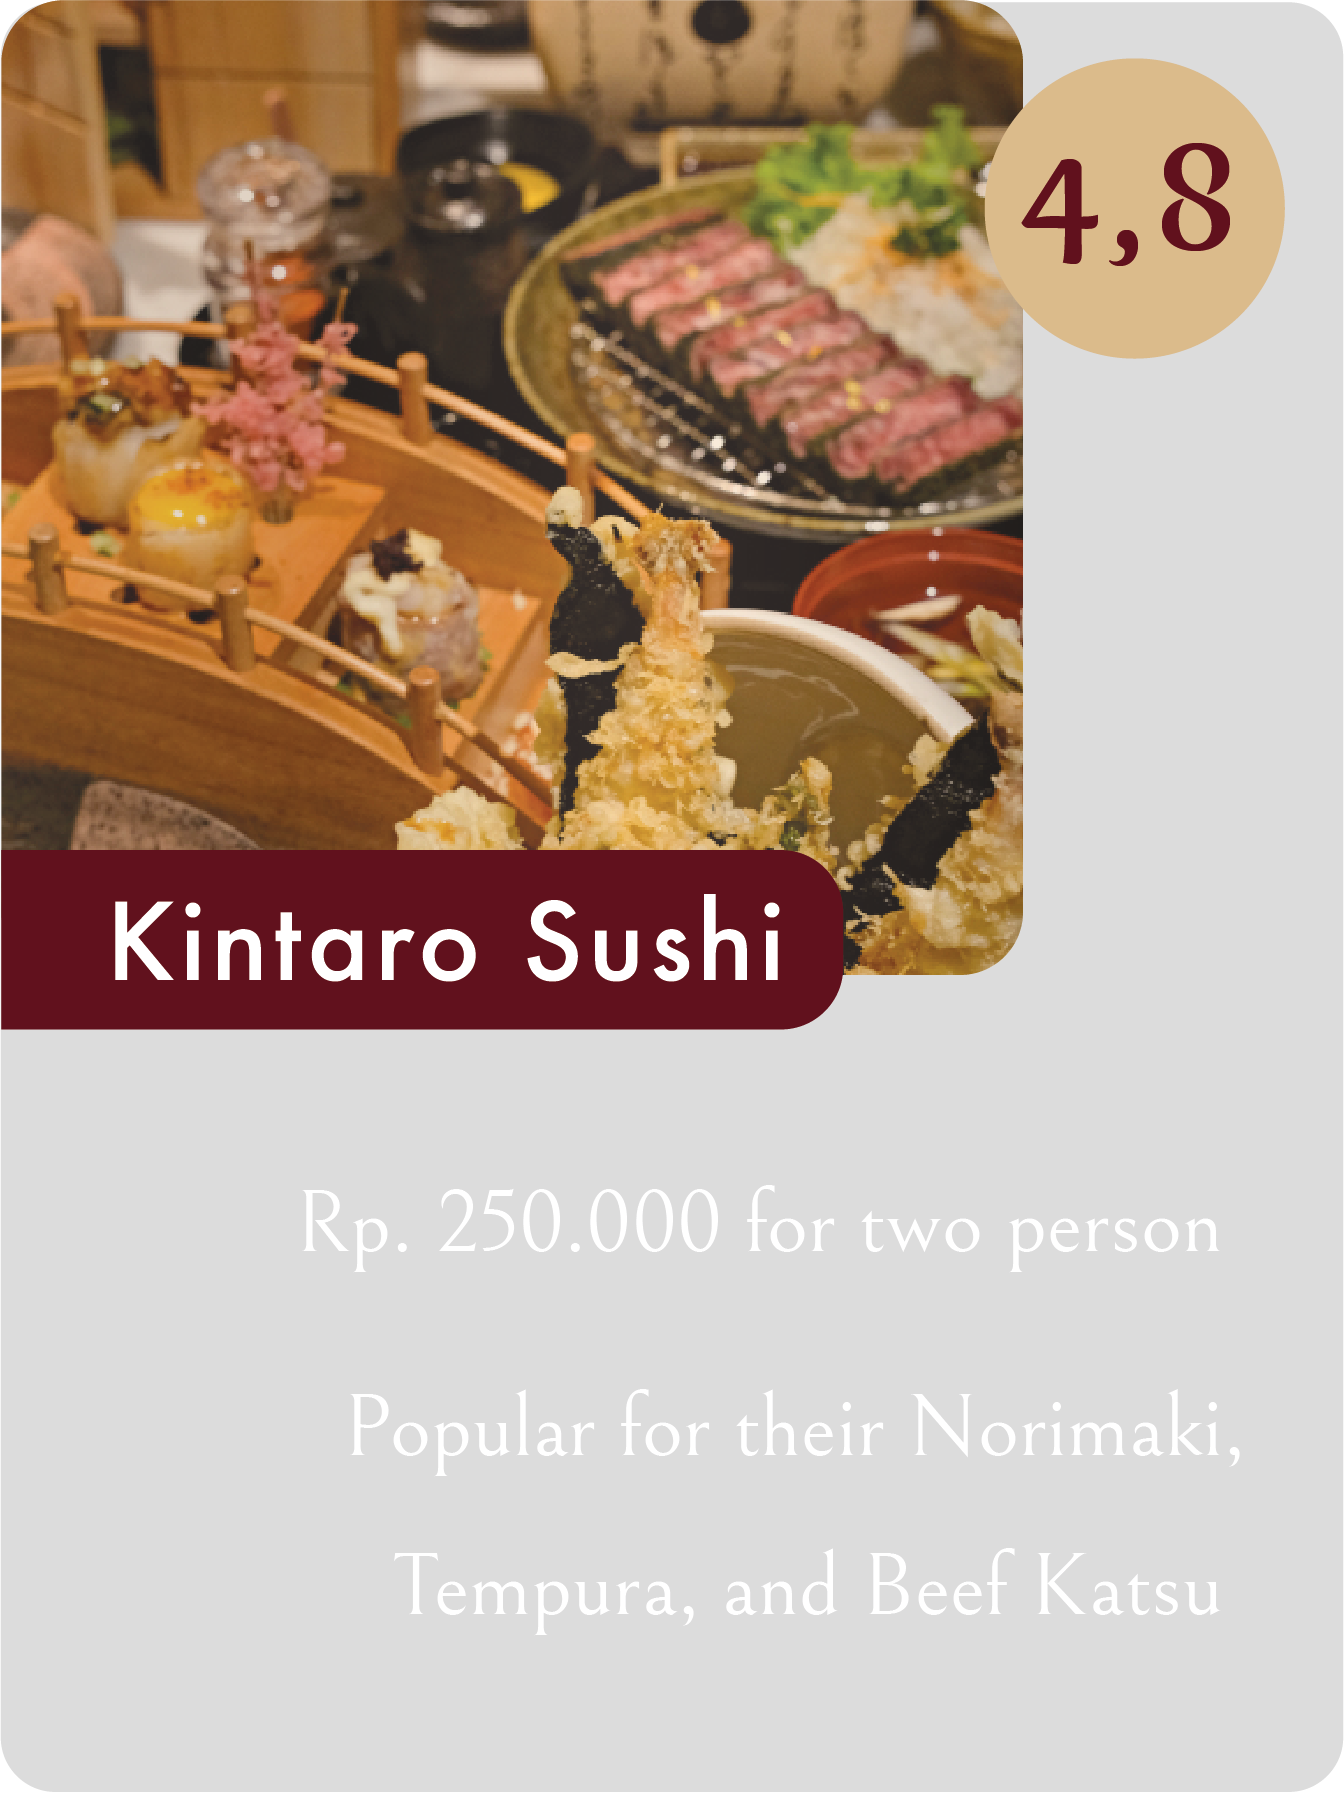 4,8
Kintaro Sushi
Rp. 250.000 for two person
Popular for their Norimaki,
Tempura, and Beef Katsu